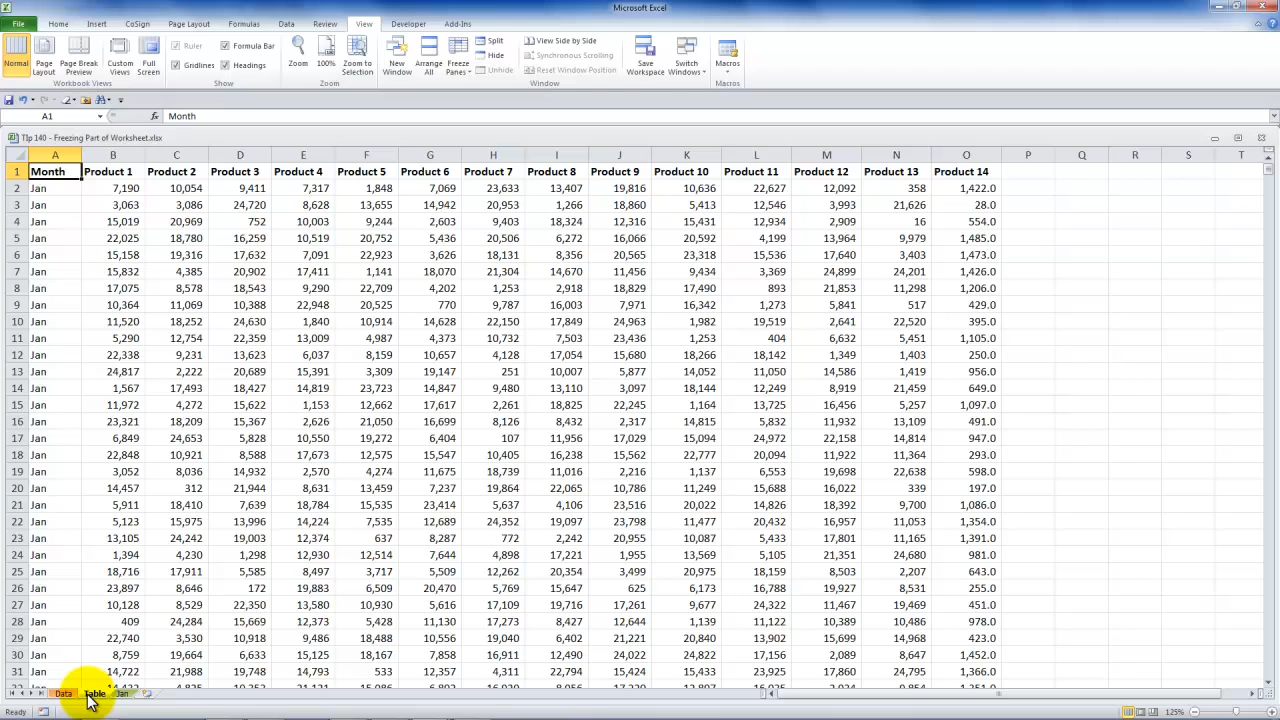 Microsoft Excel
File Home Insert CoSign Page Layout Formulas Data Review View Developer Add-Ins
Normal Page Layout Page Break Preview Custom Views Full Screen
Workbook Views
Ruler Formula Bar
Gridlines Headings
Show
Zoom 100% Zoom to Selection
Zoom
New Window Arrange All Freeze Panes
Split
Hide
Unhide
View Side by Side
Synchronous Scrolling
Reset Window Position
Window
Save Workspace Switch Windows
Macros
Macros
A1 fx Month
Tip 140 - Freezing Part of Worksheet.xlsx
A B C D E F G H I J K L M N O P Q R S T
1 Month Product 1 Product 2 Product 3 Product 4 Product 5 Product 6 Product 7 Product 8 Product 9 Product 10 Product 11 Product 12 Product 13 Product 14
2 Jan 7,190 10,054 9,411 7,317 1,848 7,069 23,633 13,407 19,816 10,636 22,627 12,092 358 1,422.0
3 Jan 3,063 3,086 24,720 8,628 13,655 14,942 20,953 1,266 18,860 5,413 12,546 3,993 21,626 28.0
4 Jan 15,019 20,969 752 10,003 9,244 2,603 9,403 18,324 12,316 15,431 12,934 2,909 16 554.0
5 Jan 22,025 18,780 16,259 10,519 20,752 5,436 20,506 6,272 16,066 20,592 4,199 13,964 9,979 1,485.0
6 Jan 15,158 19,316 17,632 7,091 22,923 3,626 18,131 8,356 20,565 23,318 15,536 17,640 3,403 1,473.0
7 Jan 15,832 4,385 20,902 17,411 1,141 18,070 21,304 14,670 11,456 9,434 3,369 24,899 24,201 1,426.0
8 Jan 17,075 8,578 18,543 9,290 22,709 4,202 1,253 2,918 18,829 17,490 893 21,853 11,298 1,206.0
9 Jan 10,364 11,069 10,388 22,948 20,525 770 9,787 16,003 7,971 16,342 1,273 5,841 517 429.0
10 Jan 11,520 18,252 24,630 1,840 10,914 14,628 22,150 17,849 24,963 1,982 19,519 2,641 22,520 395.0
11 Jan 5,290 12,754 22,359 13,009 4,987 4,373 10,732 7,503 23,436 1,253 404 6,632 5,451 1,105.0
12 Jan 22,338 9,231 13,623 6,037 8,159 10,657 4,128 17,054 15,680 18,266 18,142 1,349 1,403 250.0
13 Jan 24,817 2,222 20,689 15,391 3,309 19,147 251 10,007 5,877 14,052 11,050 14,586 1,419 956.0
14 Jan 1,567 17,493 18,427 14,819 23,723 14,847 9,480 13,110 3,097 18,144 12,249 8,919 21,459 649.0
15 Jan 11,972 4,272 15,622 1,153 12,662 17,617 2,261 18,825 22,245 1,164 13,725 16,456 5,257 1,097.0
16 Jan 23,321 18,209 15,367 2,626 21,050 16,699 8,126 8,432 2,317 14,815 5,832 11,932 13,109 491.0
17 Jan 6,849 24,653 5,828 10,550 19,272 6,404 107 11,956 17,029 15,094 24,972 22,158 14,814 947.0
18 Jan 22,848 10,921 8,588 17,673 12,575 15,547 10,405 16,238 15,562 22,777 20,094 11,922 11,364 293.0
19 Jan 3,052 8,036 14,932 2,570 4,274 11,675 18,739 11,016 2,216 1,137 6,553 19,698 22,638 598.0
20 Jan 14,457 312 21,944 8,631 13,459 7,237 19,864 22,065 10,786 11,249 15,688 16,022 339 197.0
21 Jan 5,911 18,410 7,639 18,784 15,535 23,414 5,637 4,106 23,516 20,022 14,826 18,392 9,700 1,086.0
22 Jan 5,123 15,975 13,996 14,224 7,535 12,689 24,352 19,097 23,798 11,477 20,432 16,957 11,053 1,354.0
23 Jan 13,105 24,242 19,003 12,374 637 8,287 772 2,242 20,955 10,087 5,433 17,801 11,165 1,391.0
24 Jan 1,394 4,230 1,298 12,930 12,514 7,644 4,898 17,221 1,955 13,569 5,105 21,351 24,680 981.0
25 Jan 18,716 17,911 5,585 8,497 3,717 5,509 12,262 20,354 3,499 20,975 18,159 8,503 2,207 643.0
26 Jan 23,897 8,646 172 19,883 6,509 20,470 5,769 15,647 625 6,173 16,788 19,928 12,587 255.0
27 Jan 10,128 8,529 22,350 13,580 10,930 5,616 17,109 19,716 17,261 9,677 24,322 11,467 19,469 451.0
28 Jan 409 24,284 15,669 12,373 5,428 11,130 17,273 8,427 12,644 1,139 11,122 10,389 10,486 978.0
29 Jan 22,740 3,530 10,918 9,486 18,488 10,556 19,040 6,402 21,221 20,840 13,902 15,699 14,968 423.0
30 Jan 8,759 19,664 6,633 15,125 18,167 7,858 16,911 24,030 24,022 24,822 17,156 2,089 8,647 1,452.0
31 Jan 14,722 21,988 19,748 14,793 533 12,357 4,311 22,794 15,424 15,430 23,925 17,860 24,795 1,366.0
Data Table Jan
Ready 125%